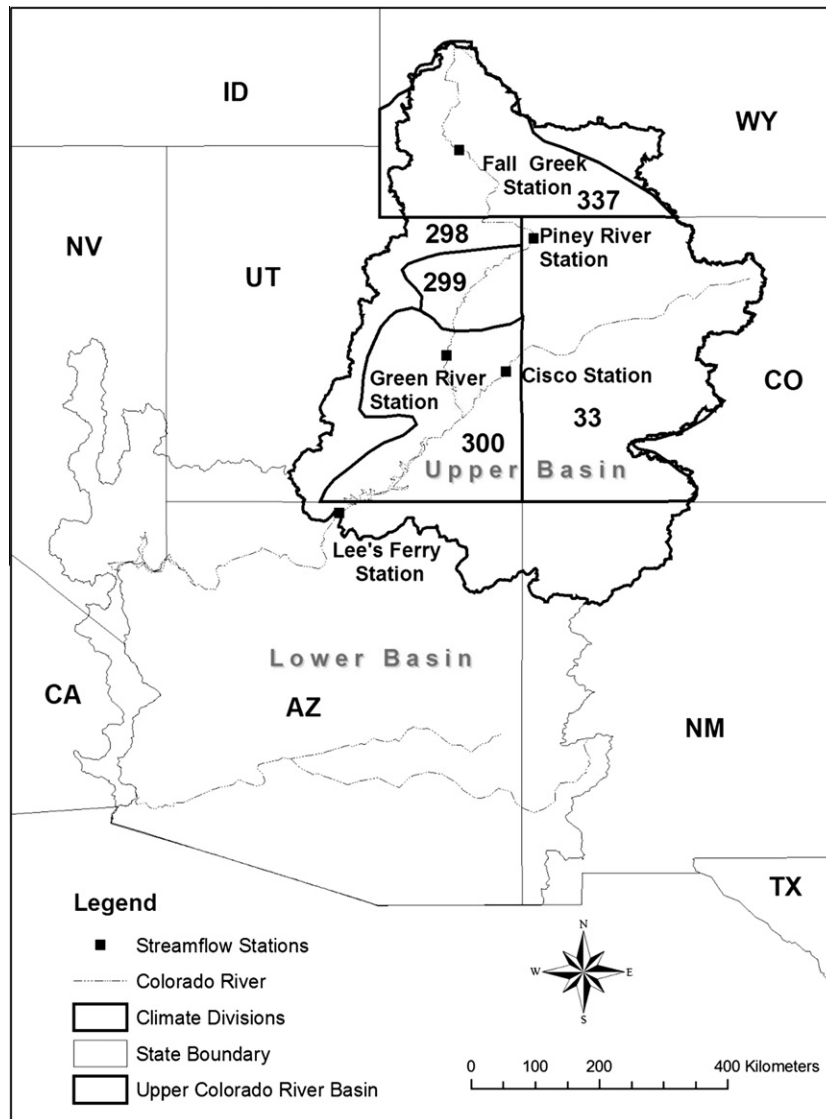 ID
WY
Fall Greek
Station
337
NV
UT
298
Piney River
Station
299
Green River
Station
Cisco Station
CO
33
300
Upper Basin
Lee's Ferry
Station
Lower Basin
CA
AZ
NM
TX
Legend
Streamflow Stations
Colorado River
Climate Divisions
State Boundary
Upper Colorado River Basin
N
W
E
S
0 100 200 400 Kilometers